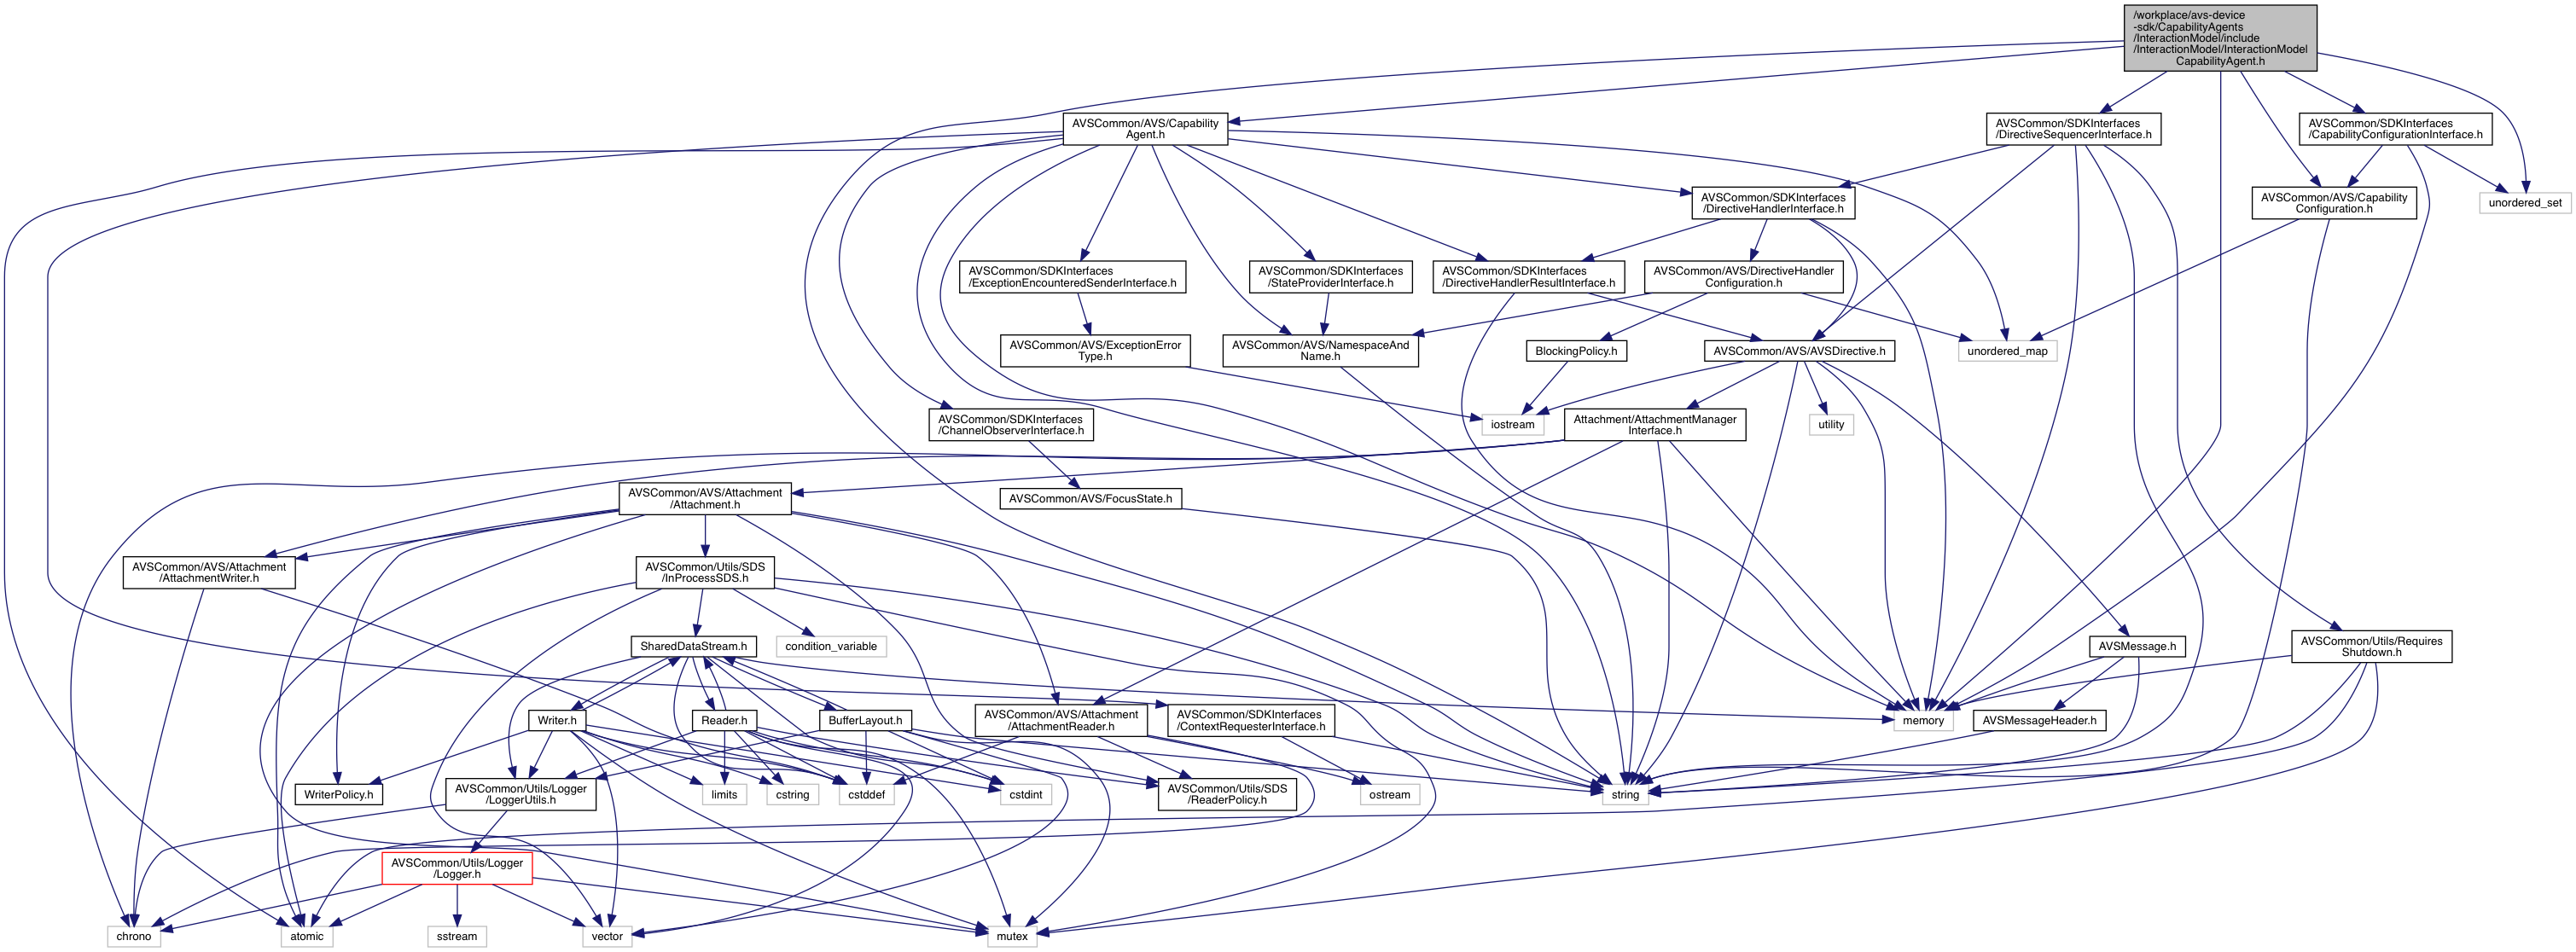 /workplace/avs-device
-sdk/CapabilityAgents
/InteractionModel/include
/InteractionModel/InteractionModel
CapabilityAgent.h
AVSCommon/AVS/Capability
Agent.h
AVSCommon/SDKInterfaces
/DirectiveSequencerInterface.h
AVSCommon/SDKInterfaces
/CapabilityConfigurationInterface.h
AVSCommon/SDKInterfaces
/DirectiveHandlerInterface.h
AVSCommon/AVS/Capability
Configuration.h
unordered_set
AVSCommon/SDKInterfaces
/ExceptionEncounteredSenderInterface.h
AVSCommon/SDKInterfaces
/StateProviderInterface.h
AVSCommon/SDKInterfaces
/DirectiveHandlerResultInterface.h
AVSCommon/AVS/DirectiveHandler
Configuration.h
AVSCommon/AVS/ExceptionError
Type.h
AVSCommon/AVS/NamespaceAnd
Name.h
BlockingPolicy.h
AVSCommon/AVS/AVSDirective.h
unordered_map
AVSCommon/SDKInterfaces
/ChannelObserverInterface.h
iostream
Attachment/AttachmentManager
Interface.h
utility
AVSCommon/AVS/Attachment
/Attachment.h
AVSCommon/AVS/FocusState.h
AVSCommon/AVS/Attachment
/AttachmentWriter.h
AVSCommon/Utils/SDS
/InProcessSDS.h
SharedDataStream.h
condition_variable
AVSMessage.h
AVSCommon/Utils/Requires
Shutdown.h
Writer.h
Reader.h
BufferLayout.h
AVSCommon/AVS/Attachment
/AttachmentReader.h
AVSCommon/SDKInterfaces
/ContextRequesterInterface.h
memory
AVSMessageHeader.h
WriterPolicy.h
AVSCommon/Utils/Logger
/LoggerUtils.h
limits
cstring
cstddef
cstdint
AVSCommon/Utils/SDS
/ReaderPolicy.h
ostream
string
AVSCommon/Utils/Logger
/Logger.h
chrono
atomic
sstream
vector
mutex